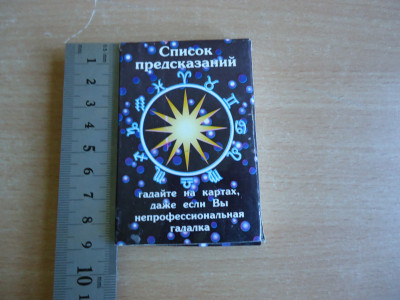 Список
предсказаний
гадайте на картах,
даже если Вы
непрофессиональная
гадалка
1
2
3
4
5
6
7
8
9
10